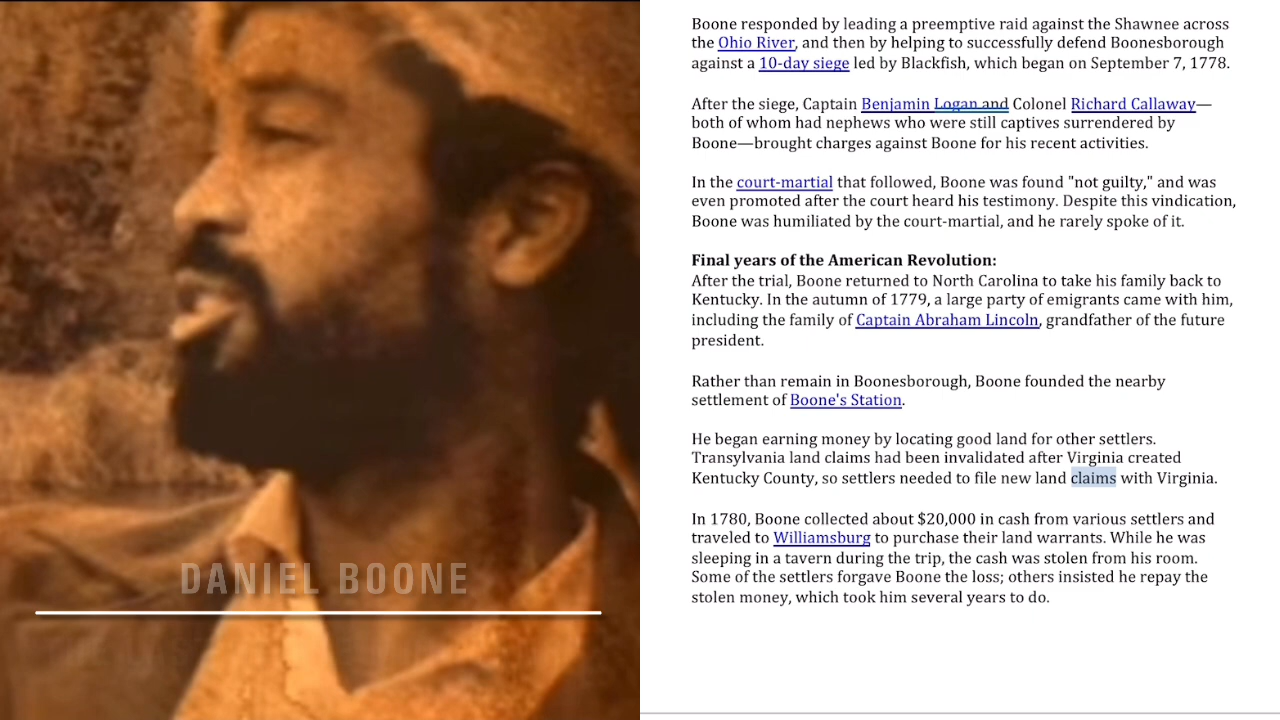 DANIEL BOONE
Boone responded by leading a preemptive raid against the Shawnee across
the Ohio River, and then by helping to successfully defend Boonesborough
against a 10-day siege led by Blackfish, which began on September 7, 1778.
After the siege, Captain Benjamin Logan and Colonel Richard Callaway—
both of whom had nephews who were still captives surrendered by
Boone—brought charges against Boone for his recent activities.
In the court-martial that followed, Boone was found "not guilty," and was
even promoted after the court heard his testimony. Despite this vindication,
Boone was humiliated by the court-martial, and he rarely spoke of it.
Final years of the American Revolution:
After the trial, Boone returned to North Carolina to take his family back to
Kentucky. In the autumn of 1779, a large party of emigrants came with him,
including the family of Captain Abraham Lincoln, grandfather of the future
president.
Rather than remain in Boonesborough, Boone founded the nearby
settlement of Boone's Station.
He began earning money by locating good land for other settlers.
Transylvania land claims had been invalidated after Virginia created
Kentucky County, so settlers needed to file new land claims with Virginia.
In 1780, Boone collected about $20,000 in cash from various settlers and
traveled to Williamsburg to purchase their land warrants. While he was
sleeping in a tavern during the trip, the cash was stolen from his room.
Some of the settlers forgave Boone the loss; others insisted he repay the
stolen money, which took him several years to do.